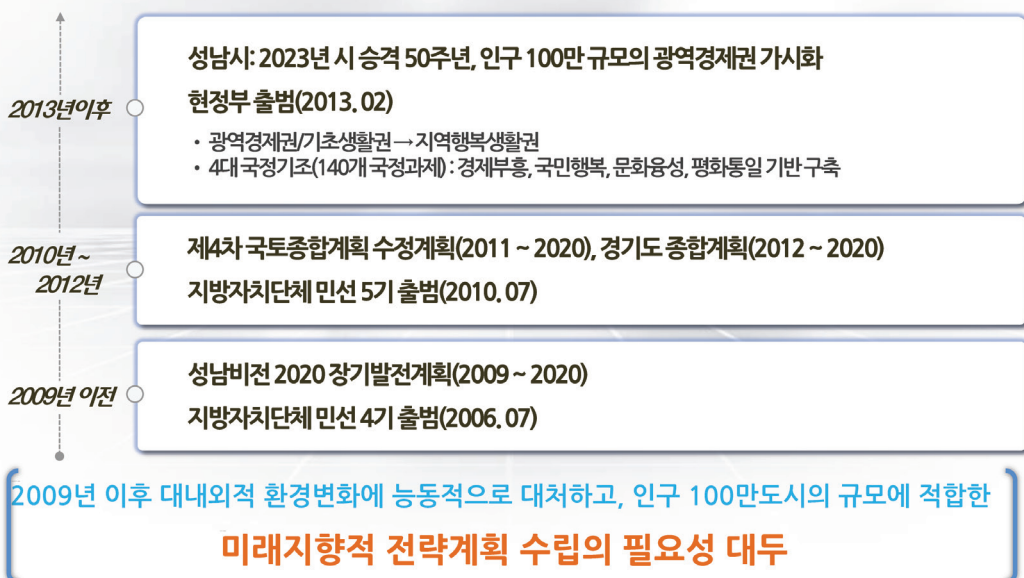 2013년이후
성남시: 2023년 시 승격 50주년, 인구 100만 규모의 광역경제권 가시화
현정부 출범(2013. 02)
• 광역경제권/기초생활권→지역행복생활권
• 4대 국정기조(140개 국정과제) : 경제부흥, 국민행복, 문화융성, 평화통일 기반 구축
2010년 ~
2012년
제4차 국토종합계획 수정계획(2011 ~ 2020), 경기도 종합계획(2012 ~ 2020)
지방자치단체 민선 5기 출범(2010. 07)
2009년 이전
성남비전 2020 장기발전계획(2009 ~ 2020)
지방자치단체 민선 4기 출범(2006. 07)
2009년 이후 대내외적 환경변화에 능동적으로 대처하고, 인구 100만도시의 규모에 적합한
미래지향적 전략계획 수립의 필요성 대두